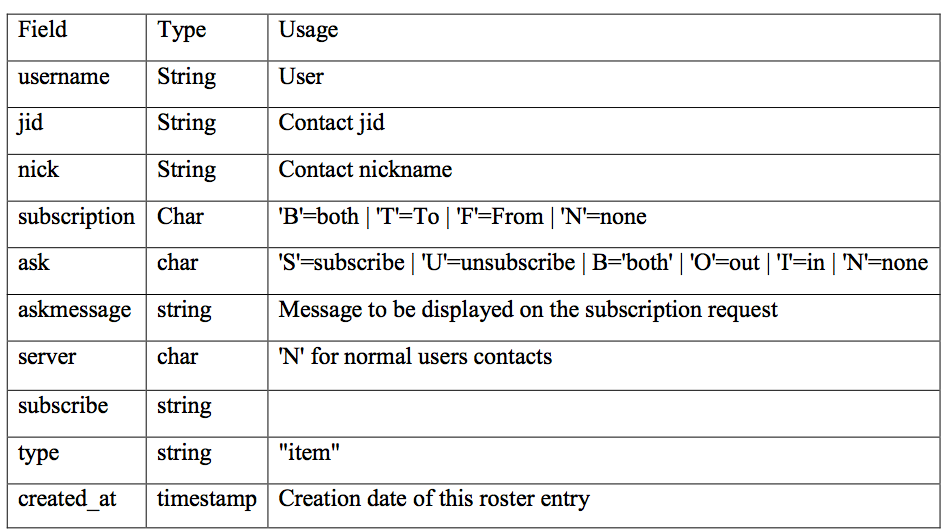 Field Type Usage
username String User
jid String Contact jid
nick String Contact nickname
subscription Char 'B'=both | 'T'=To | 'F'=From | 'N'=none
ask char 'S'=subscribe | 'U'=unsubscribe | B='both' | 'O'=out | 'I'=in | 'N'=none
askmessage string Message to be displayed on the subscription request
server char 'N' for normal users contacts
subscribe string
type string "item"
created_at timestamp Creation date of this roster entry